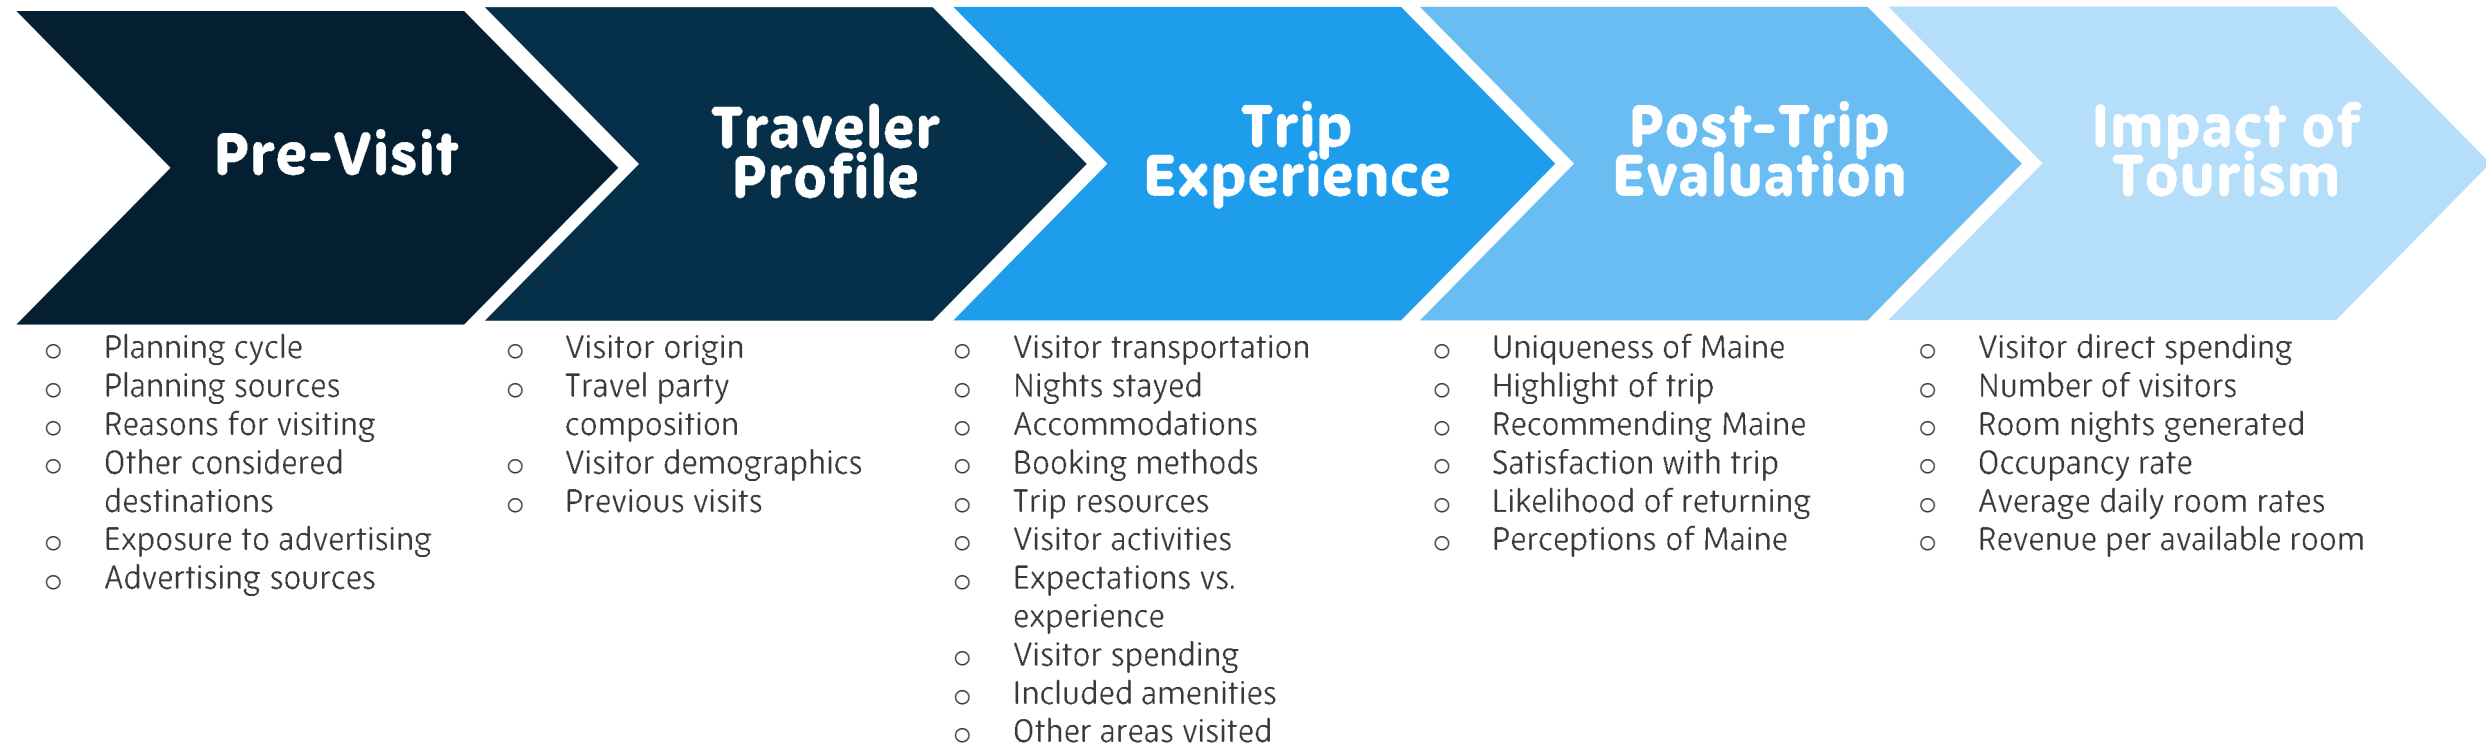 Pre-Visit
Traveler
Profile
Trip
Experience
Post-Trip
Evaluation
Impact of
Tourism
o Planning cycle
o Planning sources
o Reasons for visiting
o Other considered
destinations
o Exposure to advertising
o Advertising sources
o Visitor origin
o Travel party
composition
o Visitor demographics
o Previous visits
o Visitor transportation
o Nights stayed
o Accommodations
o Booking methods
o Trip resources
o Visitor activities
o Expectations vs.
experience
o Visitor spending
o Included amenities
o Other areas visited
o Uniqueness of Maine
o Highlight of trip
o Recommending Maine
o Satisfaction with trip
o Likelihood of returning
o Perceptions of Maine
o Visitor direct spending
o Number of visitors
o Room nights generated
o Occupancy rate
o Average daily room rates
o Revenue per available room